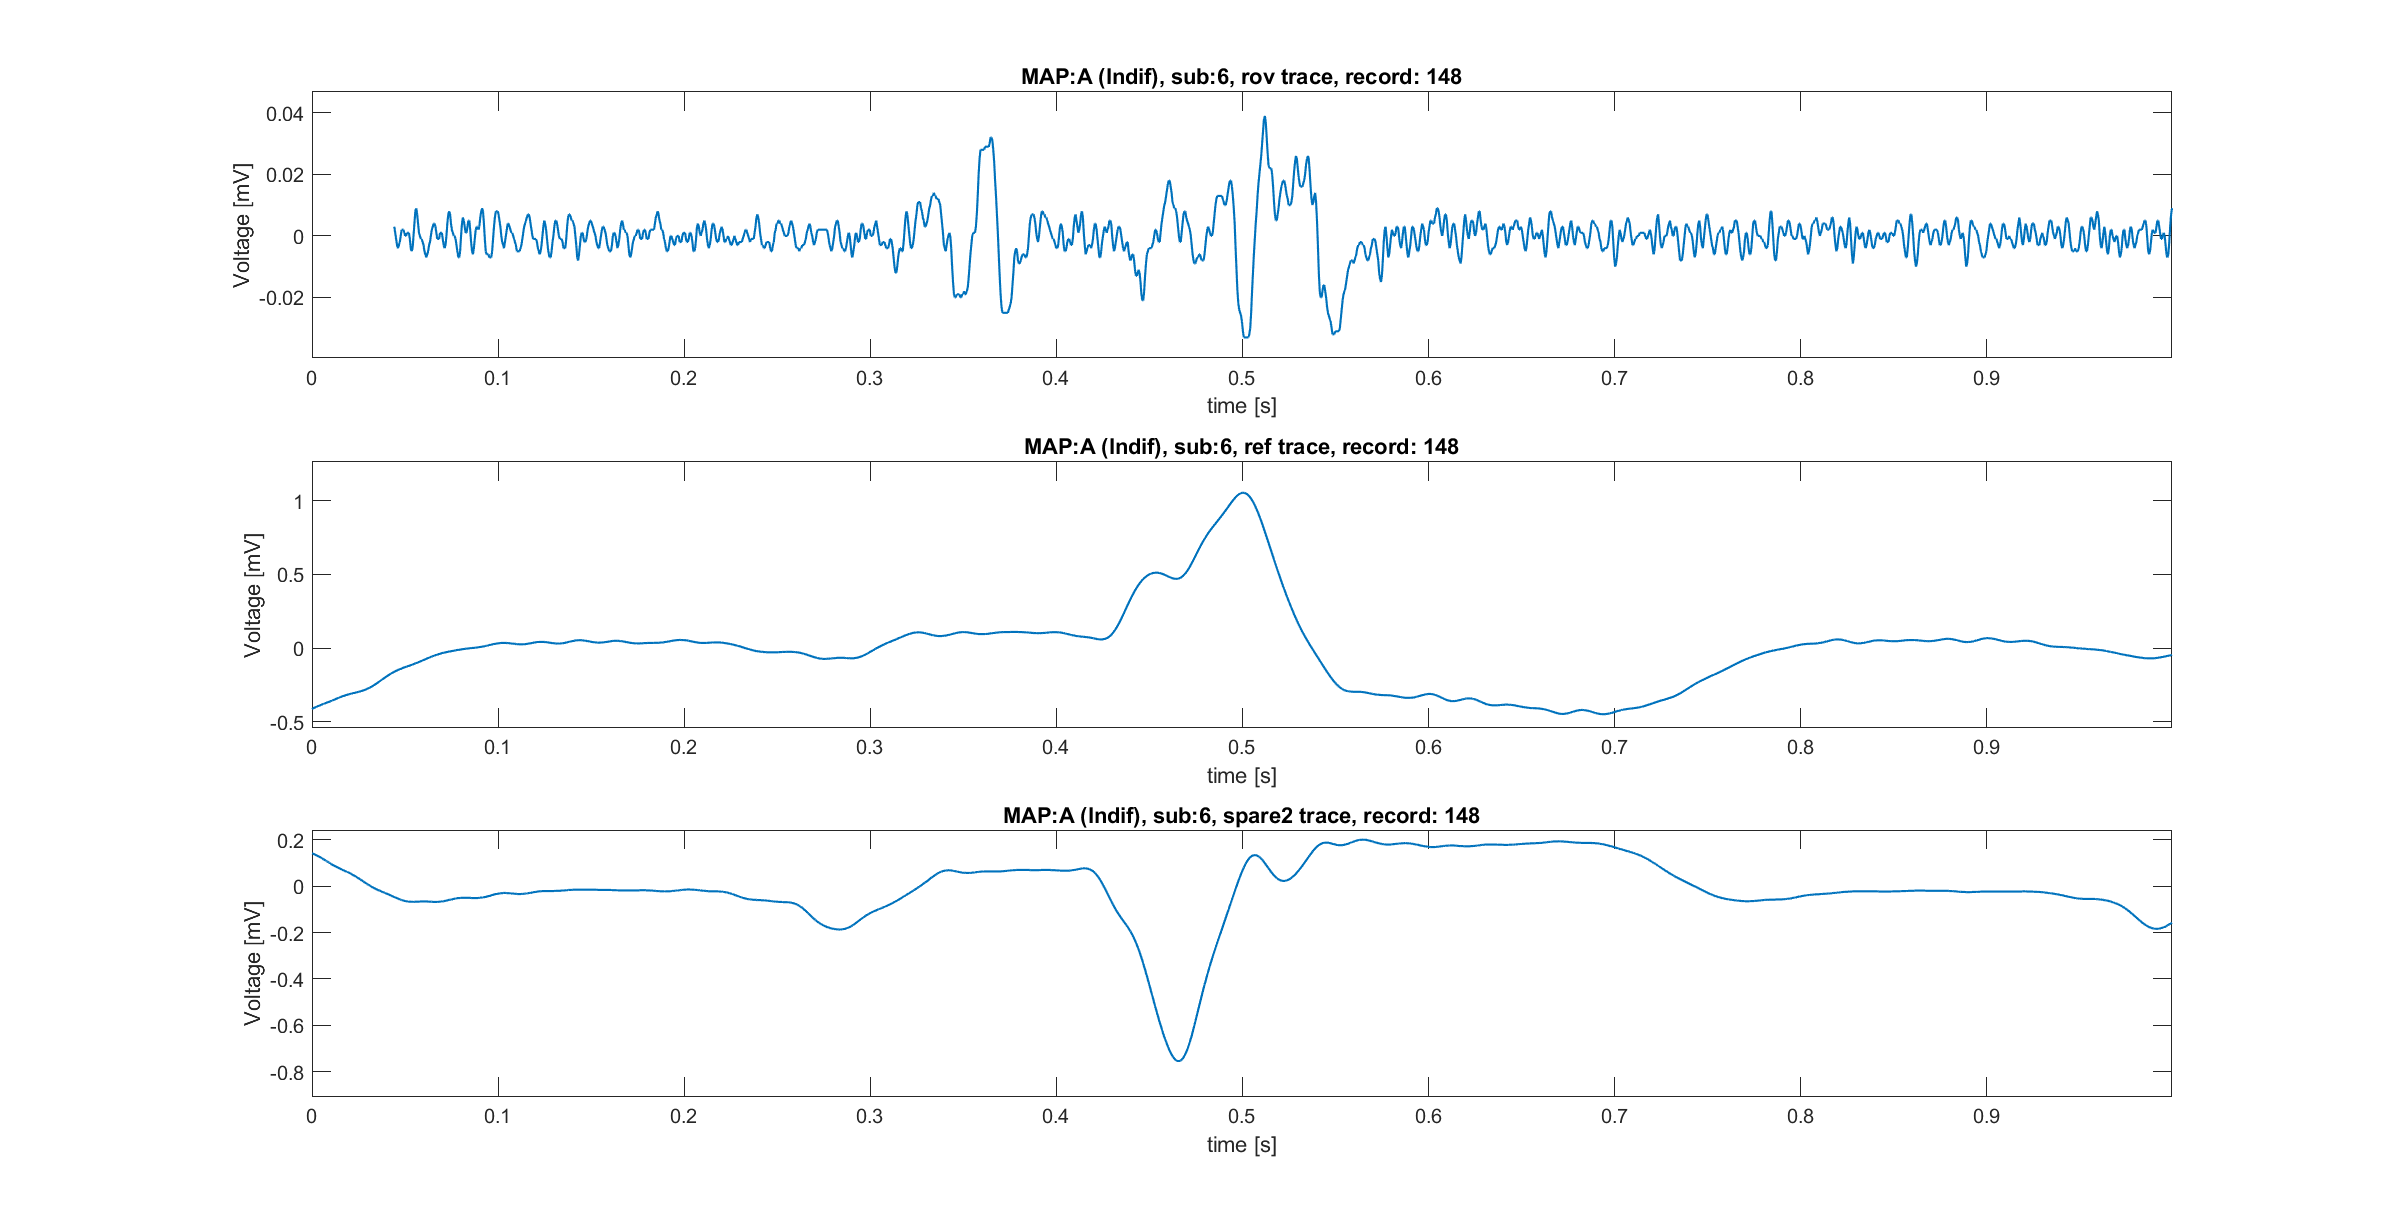 MAP:A (Indif), sub:6, rov trace, record: 148
0.04
0.02
0
-0.02
Voltage [mV]
0 0.1 0.2 0.3 0.4 0.5 0.6 0.7 0.8 0.9
time [s]
MAP:A (Indif), sub:6, ref trace, record: 148
1
0.5
0
-0.5
Voltage [mV]
0 0.1 0.2 0.3 0.4 0.5 0.6 0.7 0.8 0.9
time [s]
MAP:A (Indif), sub:6, spare2 trace, record: 148
0.2
0
-0.2
-0.4
-0.6
-0.8
Voltage [mV]
0 0.1 0.2 0.3 0.4 0.5 0.6 0.7 0.8 0.9
time [s]